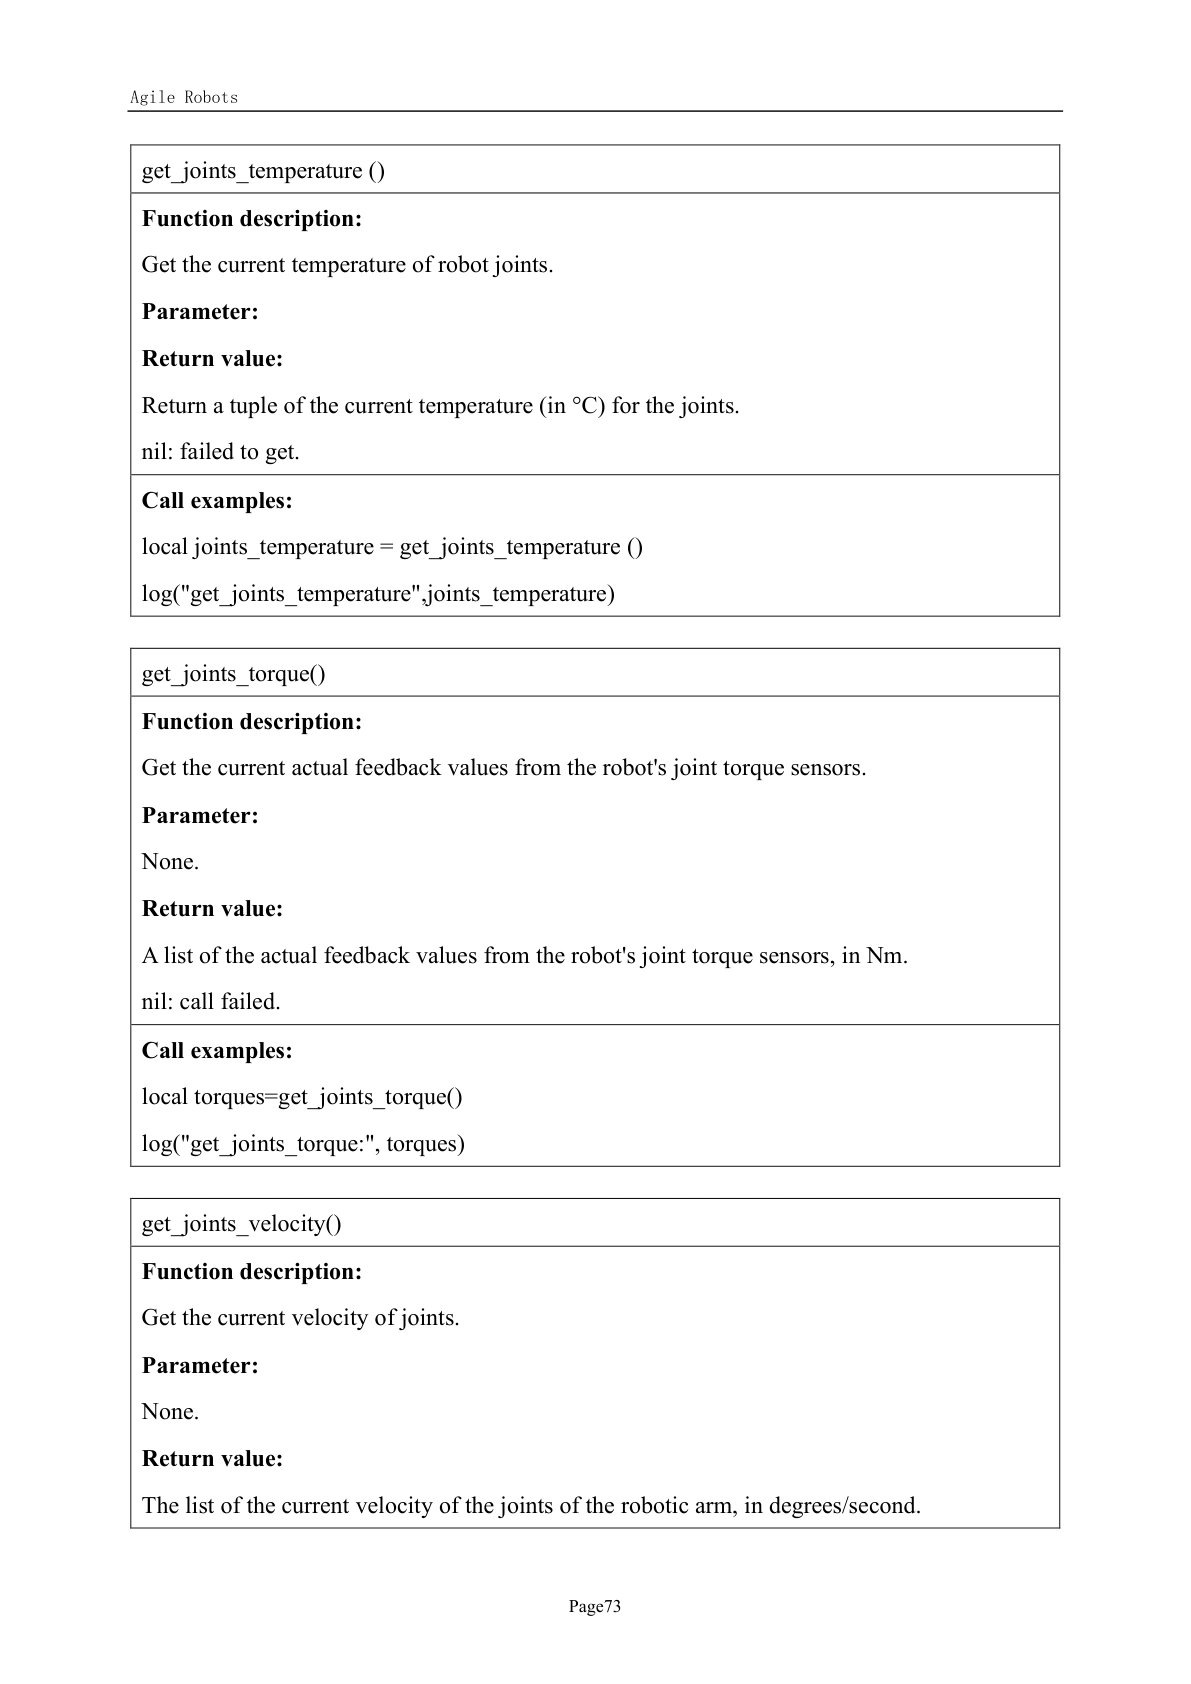 Agile Robots
get_joints_temperature ()
Function description:
Get the current temperature of robot joints.
Parameter:
Return value:
Return a tuple of the current temperature (in °C) for the joints.
nil: failed to get.
Call examples:
local joints_temperature = get_joints_temperature ()
log("get_joints_temperature",joints_temperature)
get_joints_torque()
Function description:
Get the current actual feedback values from the robot's joint torque sensors.
Parameter:
None.
Return value:
A list of the actual feedback values from the robot's joint torque sensors, in Nm.
nil: call failed.
Call examples:
local torques=get_joints_torque()
log("get_joints_torque:", torques)
get_joints_velocity()
Function description:
Get the current velocity of joints.
Parameter:
None.
Return value:
The list of the current velocity of the joints of the robotic arm, in degrees/second.
Page73